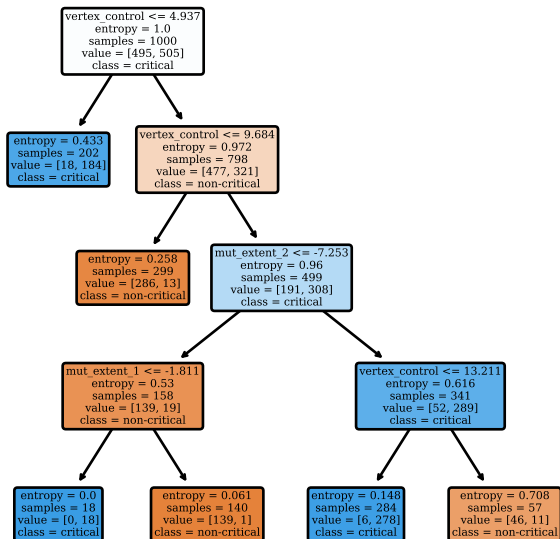 vertex_control <= 4.937
entropy = 1.0
samples = 1000
value = [495, 505]
class = critical
entropy = 0.433
samples = 202
value = [18, 184]
class = critical
vertex_control <= 9.684
entropy = 0.972
samples = 798
value = [477, 321]
class = non-critical
entropy = 0.258
samples = 299
value = [286, 13]
class = non-critical
mut_extent_2 <= -7.253
entropy = 0.96
samples = 499
value = [191, 308]
class = critical
mut_extent_1 <= -1.811
entropy = 0.53
samples = 158
value = [139, 19]
class = non-critical
vertex_control <= 13.211
entropy = 0.616
samples = 341
value = [52, 289]
class = critical
entropy = 0.0
samples = 18
value = [0, 18]
class = critical
entropy = 0.061
samples = 140
value = [139, 1]
class = non-critical
entropy = 0.148
samples = 284
value = [6, 278]
class = critical
entropy = 0.708
samples = 57
value = [46, 11]
class = non-critical